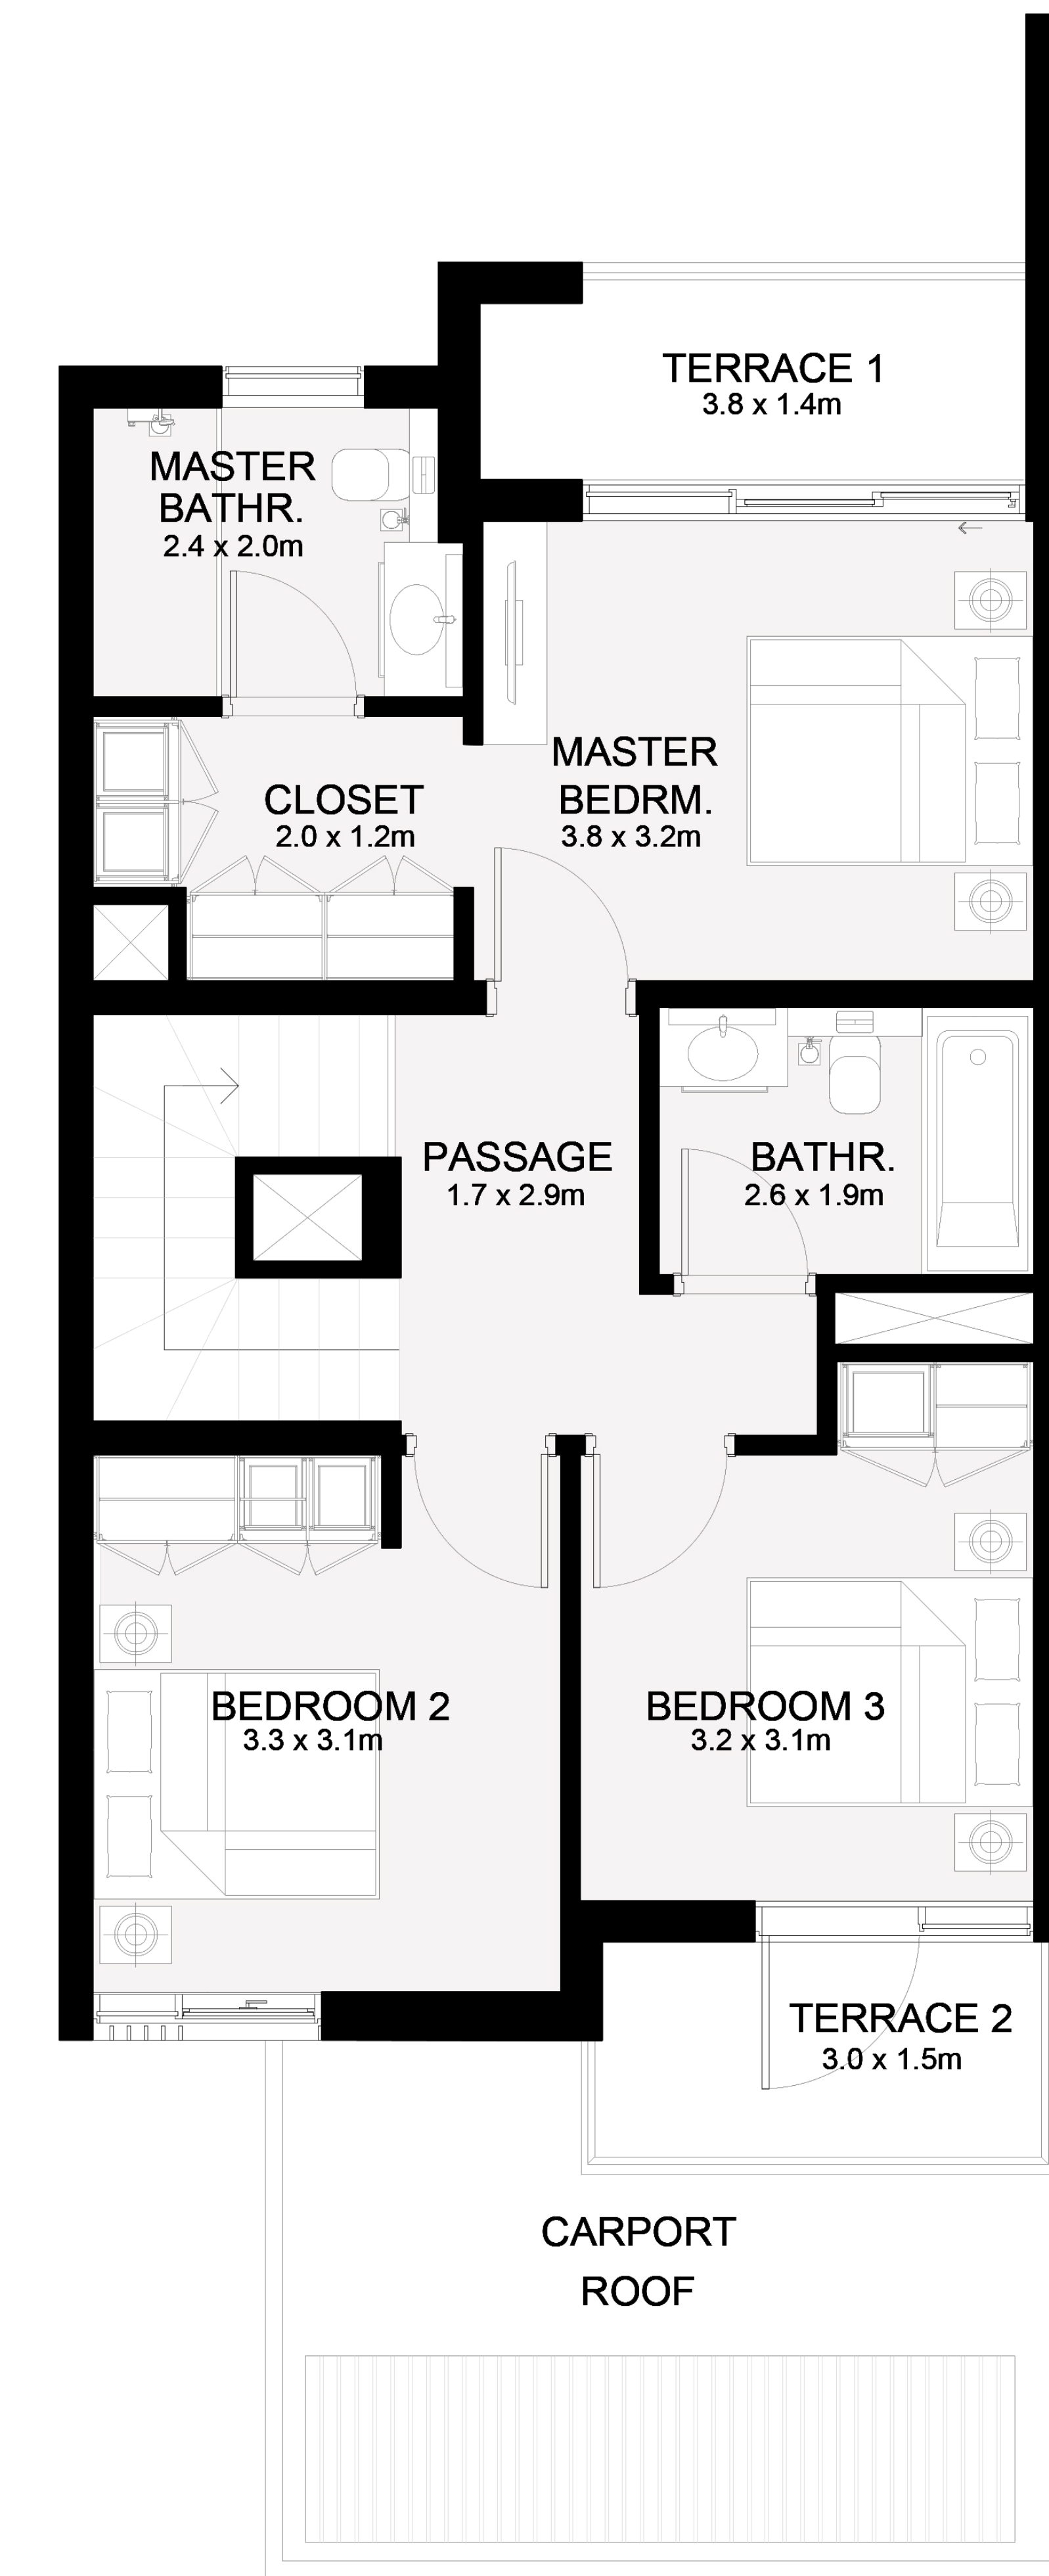 TERRACE 1
3.8 x 1.4m
MASTER
BATHR.
2.4 x 2.0m
MASTER
BEDRM.
3.8 x 3.2m
CLOSET
2.0 x 1.2m
PASSAGE
1.7 x 2.9m
BATHR.
2.6 x 1.9m
BEDROOM 2
3.3 x 3.1m
BEDROOM 3
3.2 x 3.1m
TERRACE 2
3.0 x 1.5m
CARPORT
ROOF